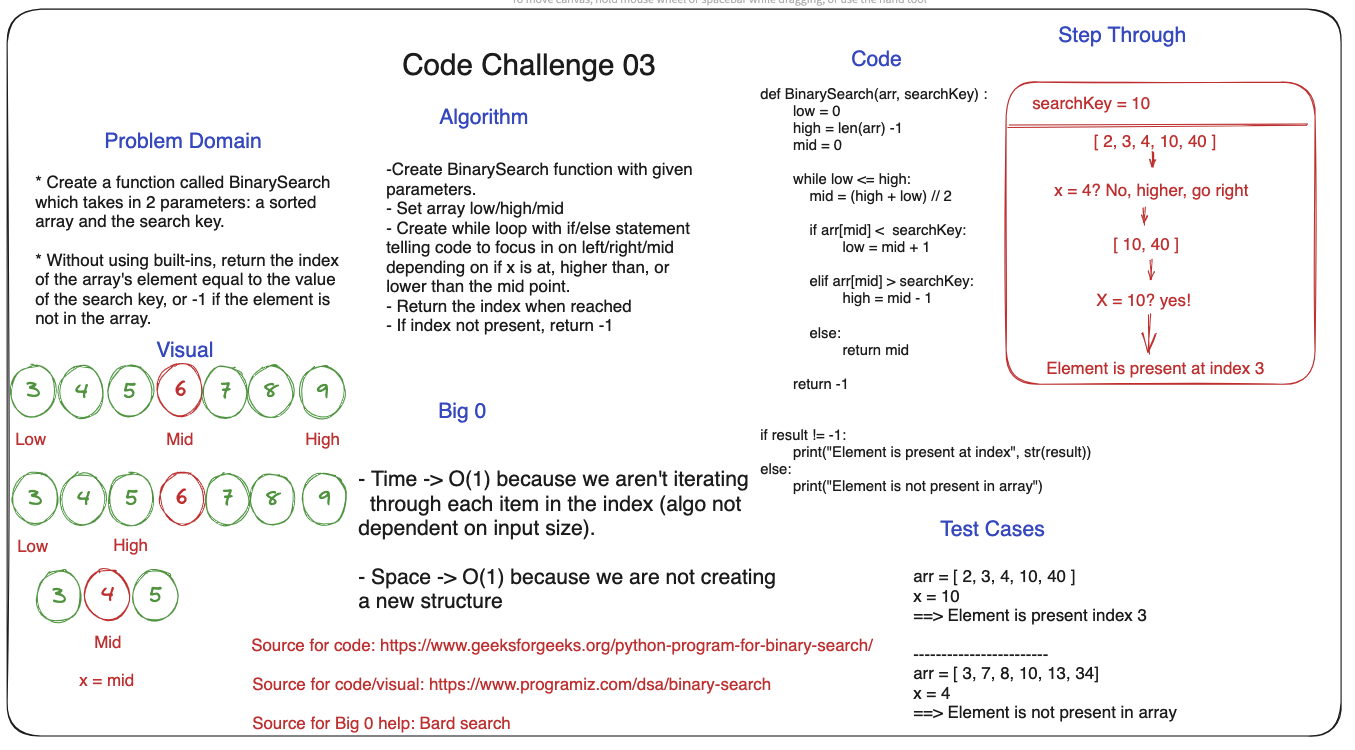 To move canvas, hold mouse wheel or spacebar while dragging, or use the hand tool
Code Challenge 03
Problem Domain
* Create a function called BinarySearch
which takes in 2 parameters: a sorted
array and the search key.
* Without using built-ins, return the index
of the array's element equal to the value
of the search key, or -1 if the element is
not in the array.
Visual
3 4 5 6 7 8 9
Low Mid High
3 4 5 6 7 8 9
Low High
3 4 5
Mid
x = mid
Algorithm
-Create BinarySearch function with given
parameters.
- Set array low/high/mid
- Create while loop with if/else statement
telling code to focus in on left/right/mid
depending on if x is at, higher than, or
lower than the mid point.
- Return the index when reached
- If index not present, return -1
Big 0
- Time -> O(1) because we aren't iterating
through each item in the index (algo not
dependent on input size).
- Space -> O(1) because we are not creating
a new structure
Source for code: https://www.geeksforgeeks.org/python-program-for-binary-search/
Source for code/visual: https://www.programiz.com/dsa/binary-search
Source for Big 0 help: Bard search
Code
def BinarySearch(arr, searchKey) :
low = 0
high = len(arr) -1
mid = 0
while low <= high:
mid = (high + low) // 2
if arr[mid] < searchKey:
low = mid + 1
elif arr[mid] > searchKey:
high = mid - 1
else:
return mid
return -1
if result != -1:
print("Element is present at index", str(result))
else:
print("Element is not present in array")
Step Through
searchKey = 10
[ 2, 3, 4, 10, 40 ]
x = 4? No, higher, go right
[ 10, 40 ]
X = 10? yes!
Element is present at index 3
Test Cases
arr = [ 2, 3, 4, 10, 40 ]
x = 10
==> Element is present index 3
------------------------
arr = [ 3, 7, 8, 10, 13, 34]
x = 4
==> Element is not present in array